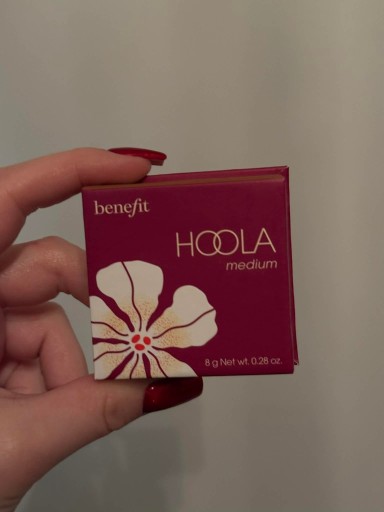 benefit
HOOLA
medium
8 g Net wt. 0.28 oz.